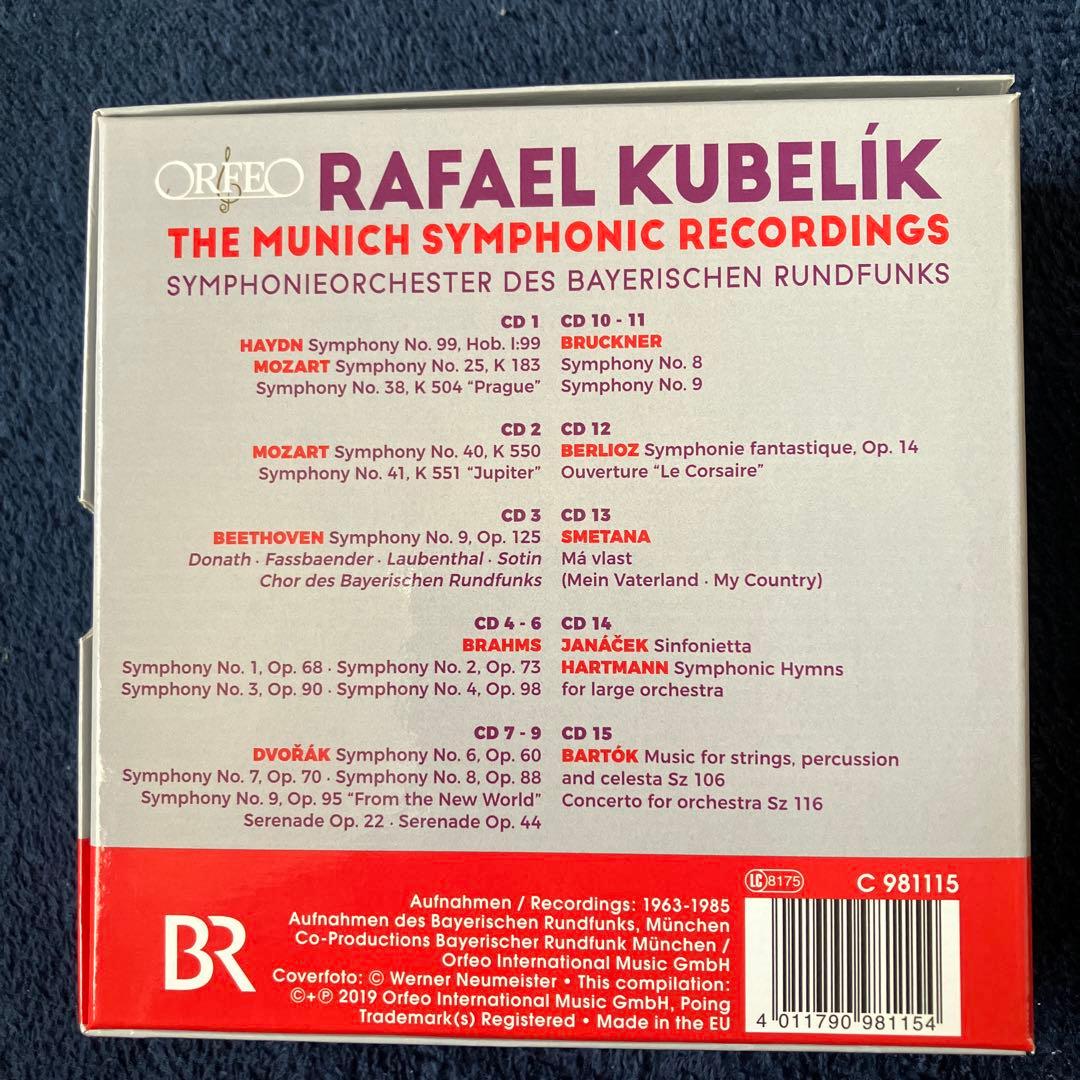 ORFEO
RAFAEL KUBELÍK
THE MUNICH SYMPHONIC RECORDINGS
SYMPHONIEORCHESTER DES BAYERISCHEN RUNDFUNKS
CD 1
HAYDN Symphony No. 99, Hob. I:99
MOZART Symphony No. 25, K 183
Symphony No. 38, K 504 “Prague”
CD 2
MOZART Symphony No. 40, K 550
Symphony No. 41, K 551 “Jupiter”
CD 3
BEETHOVEN Symphony No. 9, Op. 125
Donath · Fassbaender · Laubenthal · Sotin
Chor des Bayerischen Rundfunks
CD 4 - 6
BRAHMS
Symphony No. 1, Op. 68 · Symphony No. 2, Op. 73
Symphony No. 3, Op. 90 · Symphony No. 4, Op. 98
CD 7 - 9
DVOŘÁK Symphony No. 6, Op. 60
Symphony No. 7, Op. 70 · Symphony No. 8, Op. 88
Symphony No. 9, Op. 95 “From the New World”
Serenade Op. 22 · Serenade Op. 44
CD 10 - 11
BRUCKNER
Symphony No. 8
Symphony No. 9
CD 12
BERLIOZ Symphonie fantastique, Op. 14
Ouverture “Le Corsaire”
CD 13
SMETANA
Má vlast
(Mein Vaterland · My Country)
CD 14
JANÁČEK Sinfonietta
HARTMANN Symphonic Hymns
for large orchestra
CD 15
BARTÓK Music for strings, percussion
and celesta Sz 106
Concerto for orchestra Sz 116
BR
Aufnahmen / Recordings: 1963-1985
Aufnahmen des Bayerischen Rundfunks, München
Co-Productions Bayerischer Rundfunk München /
Orfeo International Music GmbH
Coverfoto: © Werner Neumeister • This compilation:
©+℗ 2019 Orfeo International Music GmbH, Poing
Trademark(s) Registered • Made in the EU
LC 8175
C 981115
4 011790 981154